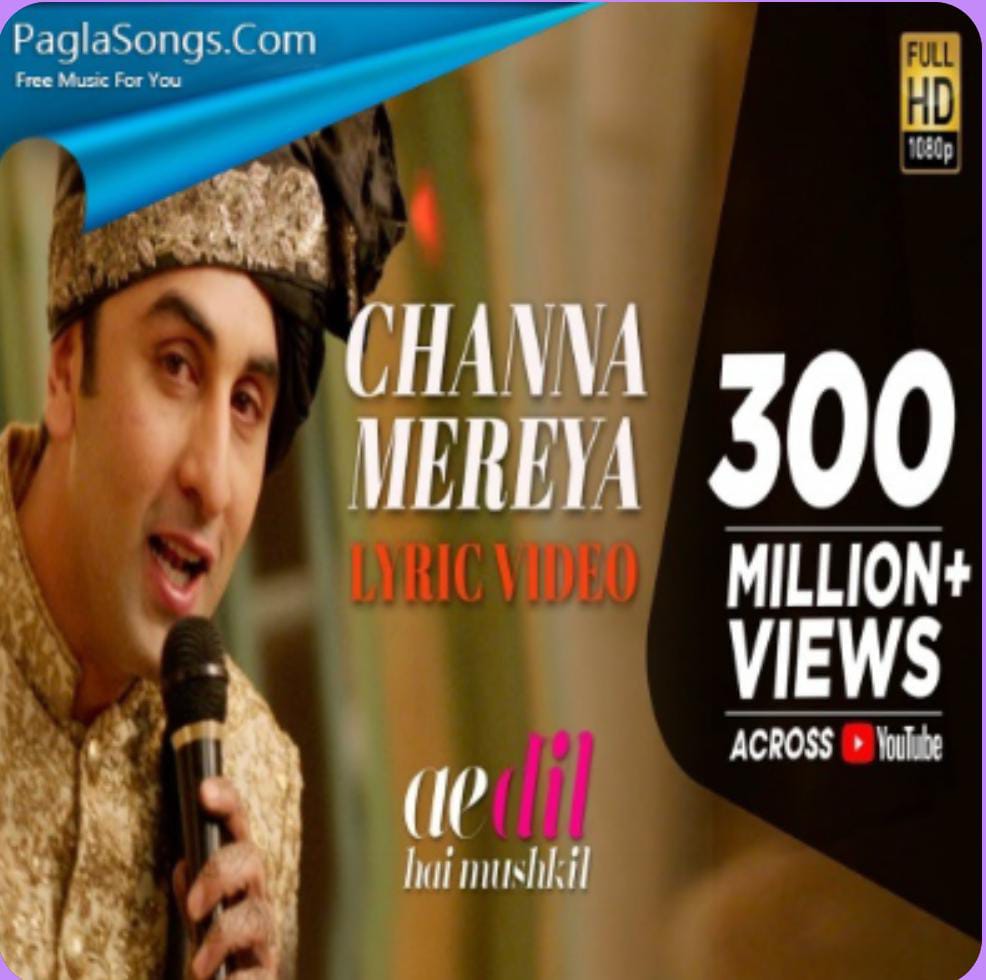 PaglaSongs.Com
Free Music For You
FULL
HD
1080p
CHANNA
MEREYA
LYRIC VIDEO
300
MILLION+
VIEWS
ACROSS YouTube
ae dil
hai mushkil